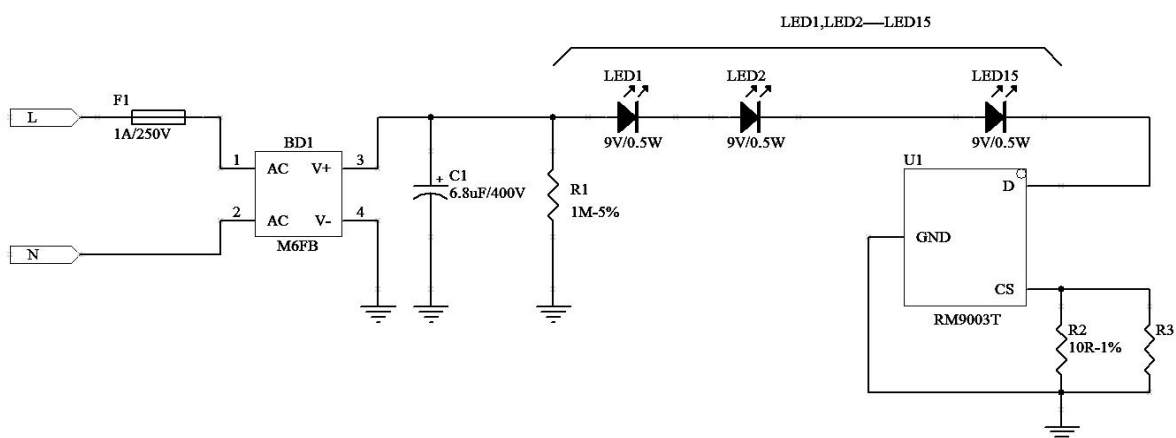 LED1,LED2—LED15
LED1
LED2
LED15
L
F1
1A/250V
9V/0.5W
9V/0.5W
9V/0.5W
BD1
1
AC
V+
3
2
AC
V-
4
M6FB
N
+
C1
6.8uF/400V
R1
1M-5%
U1
D
GND
CS
RM9003T
R2
10R-1%
R3